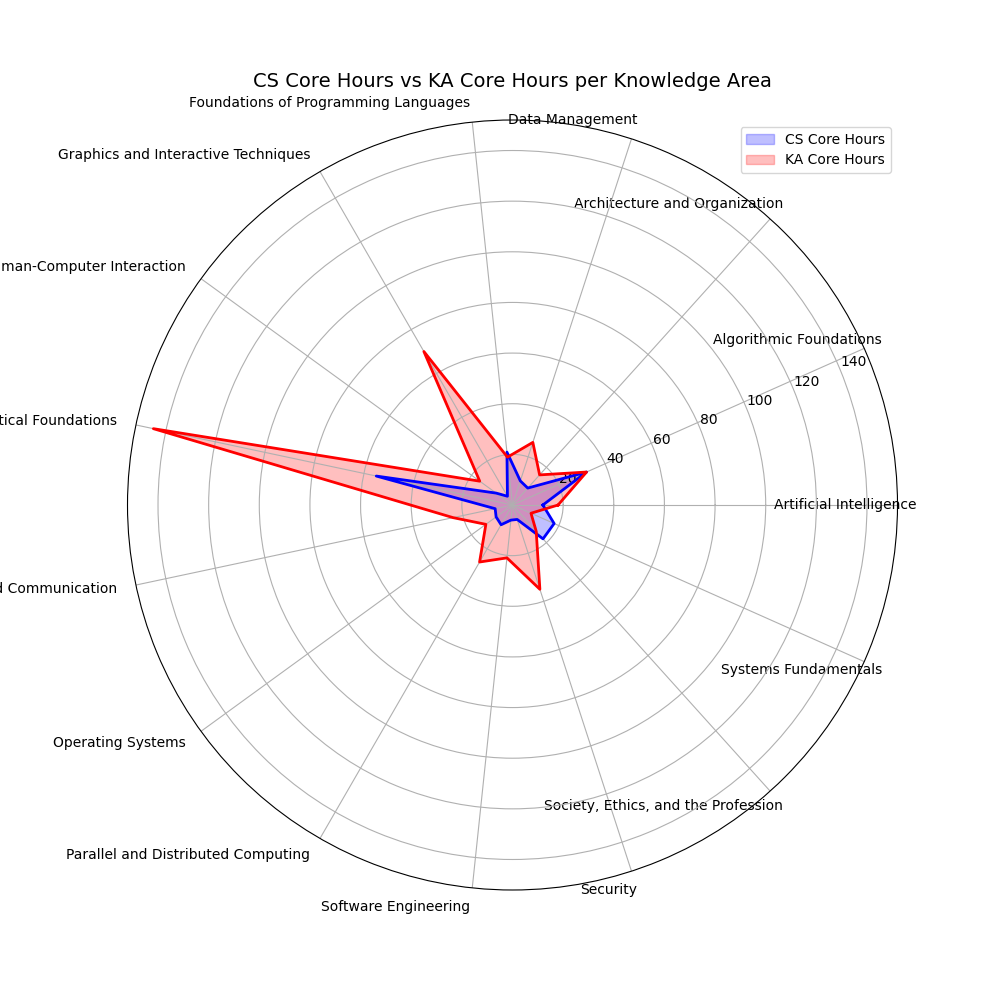 CS Core Hours vs KA Core Hours per Knowledge Area
Foundations of Programming Languages
Data Management
CS Core Hours
KA Core Hours
Graphics and Interactive Techniques
Architecture and Organization
man-Computer Interaction
Algorithmic Foundations
140
120
100
80
60
40
20
tical Foundations
Artificial Intelligence
d Communication
Systems Fundamentals
Operating Systems
Society, Ethics, and the Profession
Parallel and Distributed Computing
Security
Software Engineering